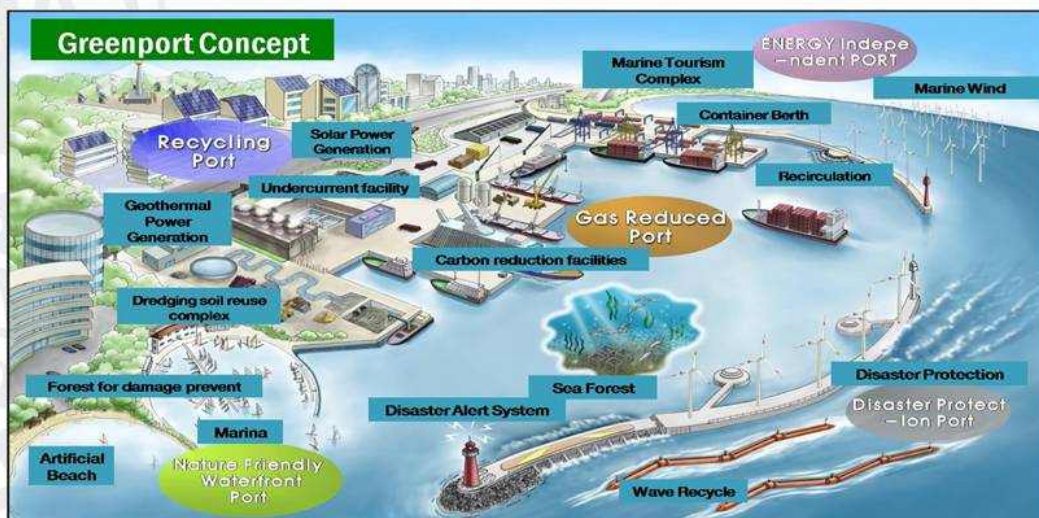 Greenport Concept
ENERGY Indepe
-ndent PORT
Marine Tourism
Complex
Marine Wind
Container Berth
Recycling
Port
Solar Power
Generation
Undercurrent facility
Recirculation
Geothermal
Power
Generation
Gas Reduced
Port
Carbon reduction facilities
Dredging soil reuse
complex
Forest for damage prevent
Sea Forest
Disaster Protection
Disaster Alert System
Disaster Protect
-Ion Port
Marina
Artificial
Beach
Nature Friendly
Waterfront
Port
Wave Recycle